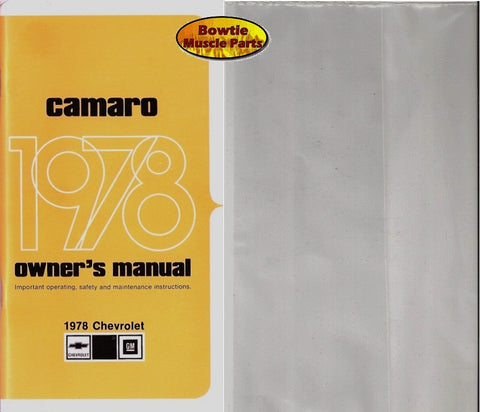 Bowtie
Muscle Parts
camaro
1978
owner's manual
Important operating, safety and maintenance instructions.
1978 Chevrolet
CHEVROLET
GM